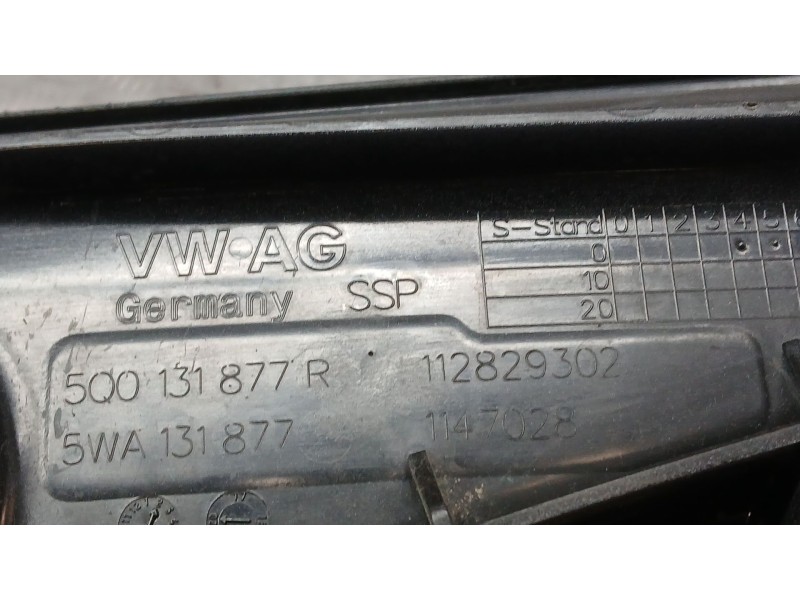 VW·AG
Germany SSP
S-Stand 0 1 2 3 4 5
0
10
20
5Q0 131 877 R 112829302
5WA 131 877 1147028